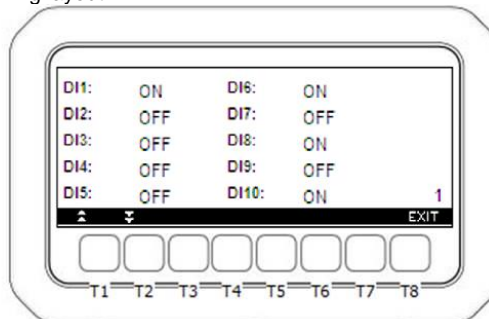 DI1: ON DI6: ON
DI2: OFF DI7: OFF
DI3: OFF DI8: ON
DI4: OFF DI9: OFF
DI5: OFF DI10: ON 1
EXIT
T1 T2 T3 T4 T5 T6 T7 T8